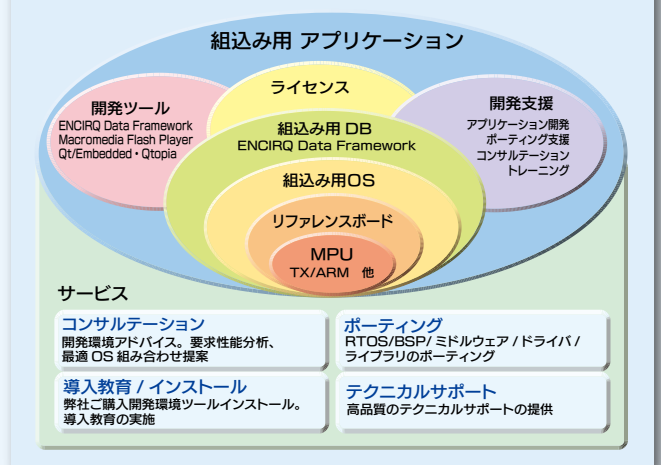 組込み用 アプリケーション
ライセンス
開発ツール
ENCIRQ Data Framework
Macromedia Flash Player
Qt/Embedded・Qtopia
開発支援
アプリケーション開発
ポーティング支援
コンサルテーション
トレーニング
組込み用 DB
ENCIRQ Data Framework
組込み用OS
リファレンスボード
MPU
TX/ARM 他
サービス
コンサルテーション
開発環境アドバイス。要求性能分析、
最適 OS 組み合わせ提案
ポーティング
RTOS/BSP/ ミドルウェア / ドライバ /
ライブラリのポーティング
導入教育 / インストール
弊社ご購入開発環境ツールインストール。
導入教育の実施
テクニカルサポート
高品質のテクニカルサポートの提供